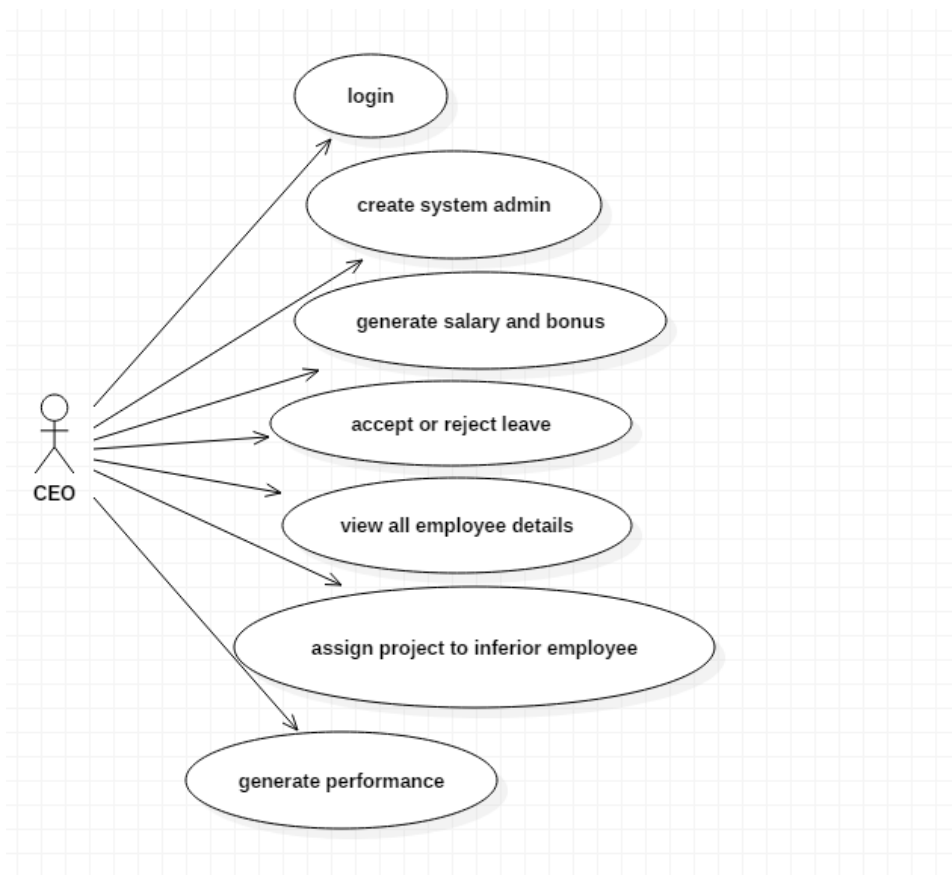 login
create system admin
generate salary and bonus
accept or reject leave
CEO
view all employee details
assign project to inferior employee
generate performance